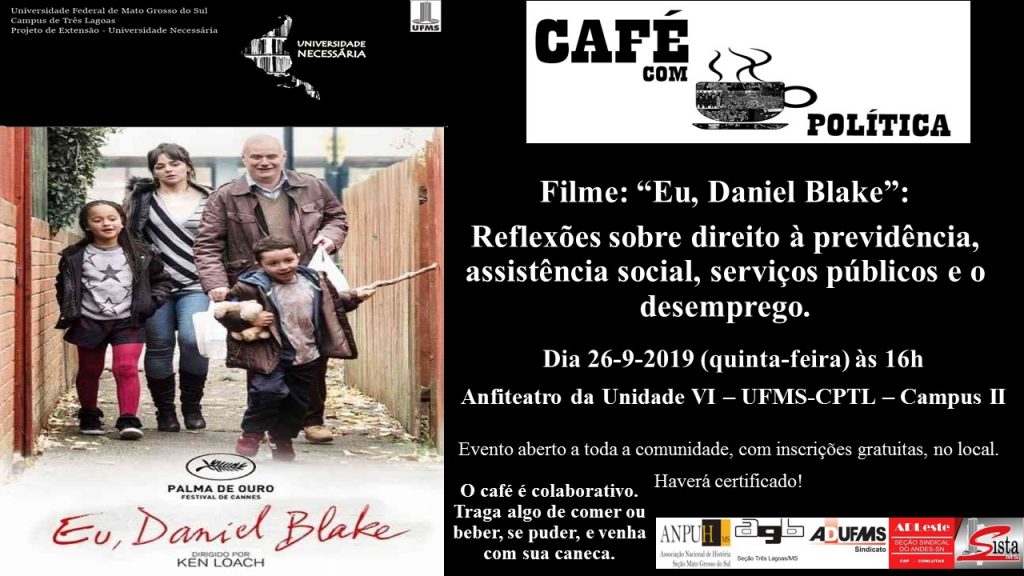 Universidade Federal de Mato Grosso do Sul
Campus de Três Lagoas
Projeto de Extensão - Universidade Necessária
UNIVERSIDADE
NECESSÁRIA
UFMS
CAFÉ
COM
POLÍTICA
Filme: “Eu, Daniel Blake”:
Reflexões sobre direito à previdência,
assistência social, serviços públicos e o
desemprego.
Dia 26-9-2019 (quinta-feira) às 16h
Anfiteatro da Unidade VI – UFMS-CPTL – Campus II
Evento aberto a toda a comunidade, com inscrições gratuitas, no local.
Haverá certificado!
O café é colaborativo.
Traga algo de comer ou
beber, se puder, e venha
com sua caneca.
PALMA DE OURO
FESTIVAL DE CANNES
Eu, Daniel Blake
DIRIGIDO POR
KEN LOACH
ANPUH MS
Associação Nacional de História
Seção Mato Grosso do Sul
agb
Seção Três Lagoas/MS
ADUFMS
Sindicato
ADLeste
SEÇÃO SINDICAL
DO ANDES-SN
CSP - CONLUTAS
Sista
MS